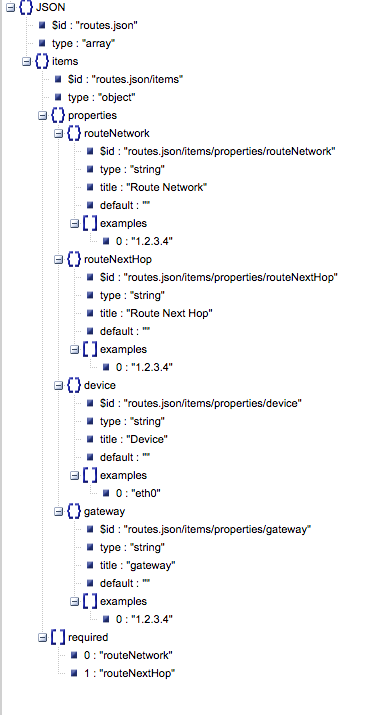 JSON
$id : "routes.json"
type : "array"
items
$id : "routes.json/items"
type : "object"
properties
routeNetwork
$id : "routes.json/items/properties/routeNetwork"
type : "string"
title : "Route Network"
default : ""
examples
0 : "1.2.3.4"
routeNextHop
$id : "routes.json/items/properties/routeNextHop"
type : "string"
title : "Route Next Hop"
default : ""
examples
0 : "1.2.3.4"
device
$id : "routes.json/items/properties/device"
type : "string"
title : "Device"
default : ""
examples
0 : "eth0"
gateway
$id : "routes.json/items/properties/gateway"
type : "string"
title : "gateway"
default : ""
examples
0 : "1.2.3.4"
required
0 : "routeNetwork"
1 : "routeNextHop"